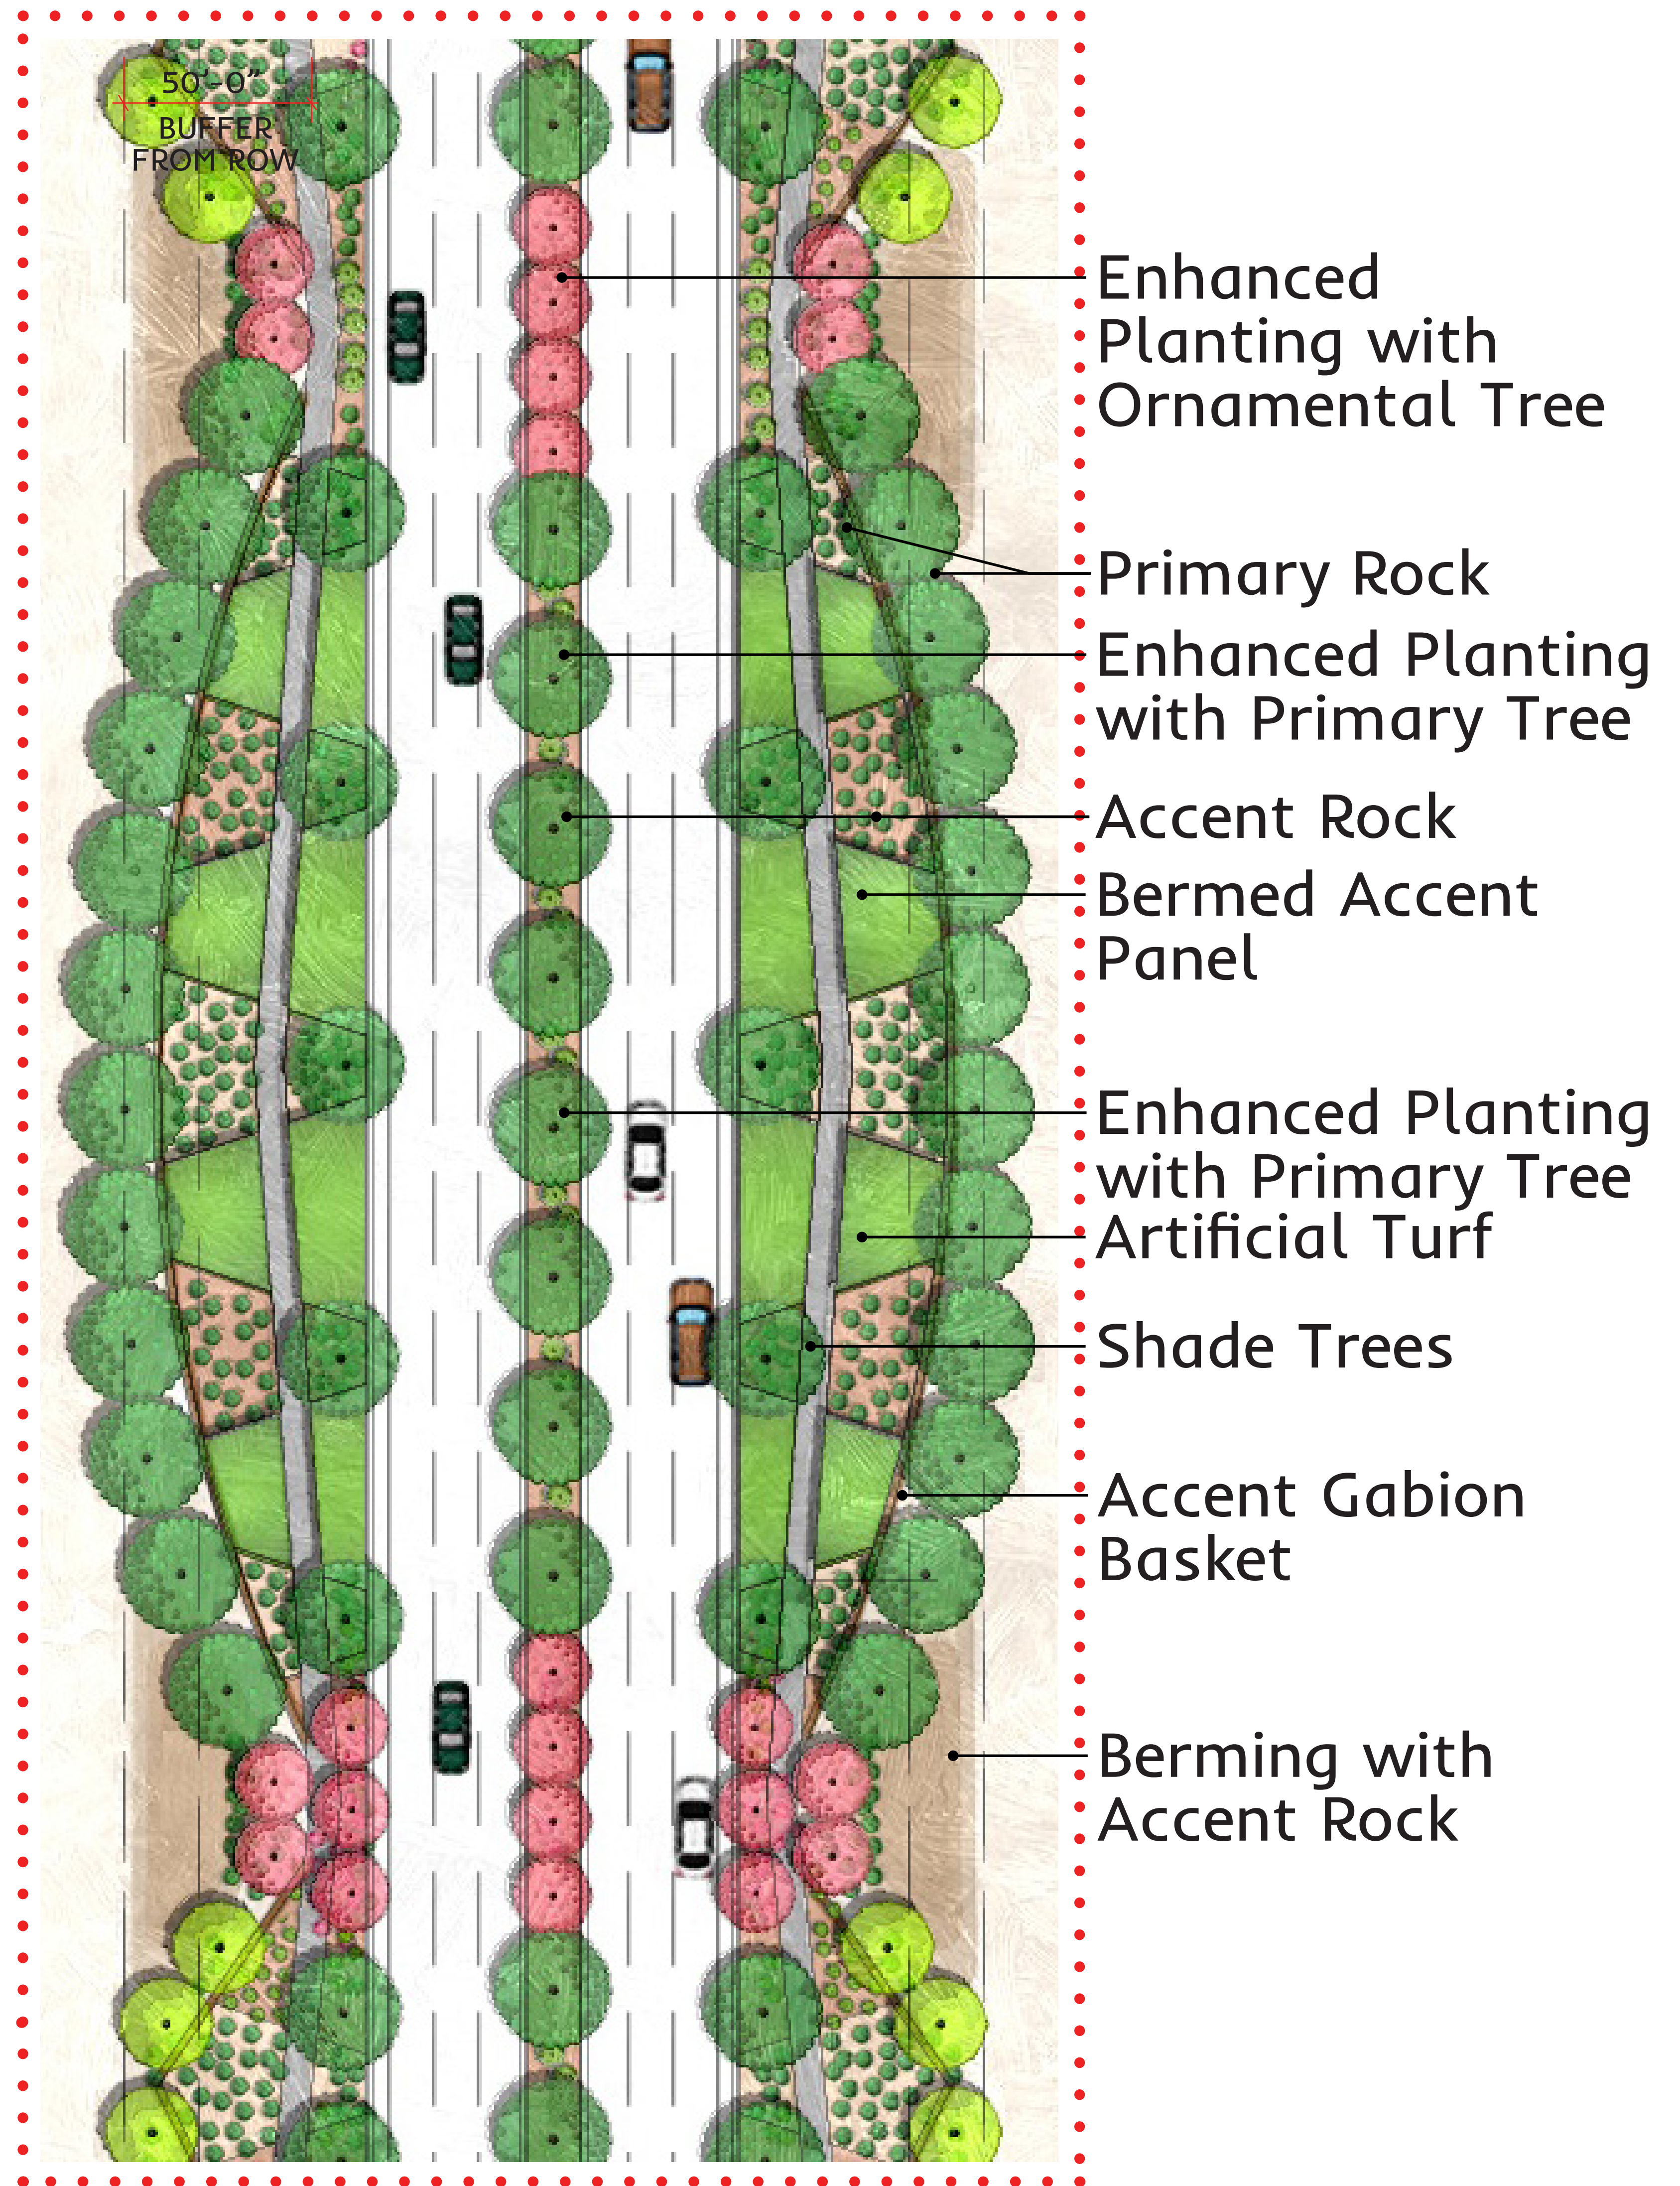 50'-0"
BUFFER
FROM ROW
Enhanced
Planting with
Ornamental Tree
Primary Rock
Enhanced Planting
with Primary Tree
Accent Rock
Bermed Accent
Panel
Enhanced Planting
with Primary Tree
Artificial Turf
Shade Trees
Accent Gabion
Basket
Berming with
Accent Rock